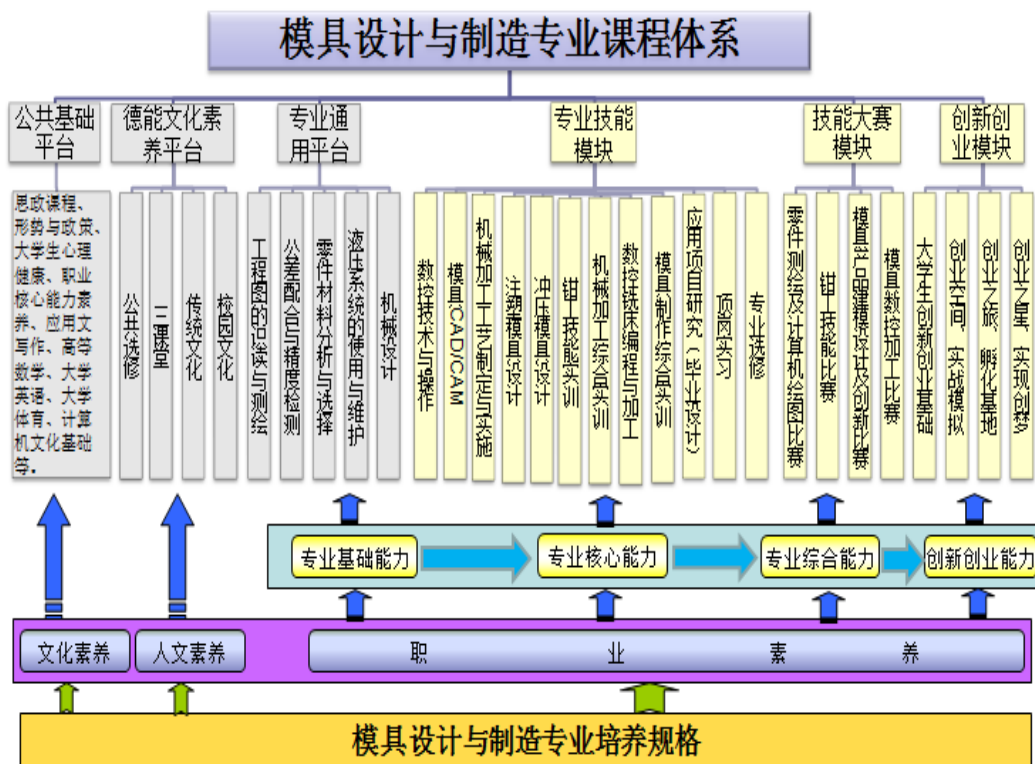 模具设计与制造专业课程体系
公共基础
平台
德能文化素
养平台
专业通
用平台
专业技能
模块
技能大赛
模块
创新创
业模块
思政课程、
形势与政策、
大学生心理
健康、职业
核心能力素
养、应用文
写作、高等
数学、大学
英语、大学
体育、计算
机文化基础
等。
公共选修
三课堂
传统文化
校园文化
工程图的识读与测绘
公差配合与精度检测
零件材料分析与选择
液压系统的使用与维护
机械设计
数控技术与操作
模具CAD/CAM
机械加工工艺制定与实施
注塑模具设计
冲压模具设计
钳工技能实训
机械加工综合实训
数控铣床编程与加工
模具制作综合实训
应用项目研究（毕业设计）
顶岗实习
专业选修
零件测绘及计算机绘图比赛
钳工技能比赛
模具产品建模设计及创新比赛
模具数控加工比赛
大学生创新创业基础
创业空间，实战模拟
创业之旅，孵化基地
创业之星，实现创梦
专业基础能力
专业核心能力
专业综合能力
创新创业能力
文化素养
人文素养
职业素养
模具设计与制造专业培养规格